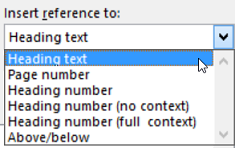 Insert reference to:
Heading text
Heading text
Page number
Heading number
Heading number (no context)
Heading number (full context)
Above/below